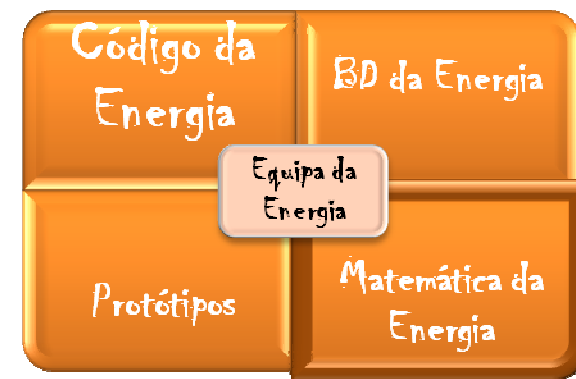 Código da
Energia
BD da Energia
Equipa da
Energia
Protótipos
Matemática da
Energia